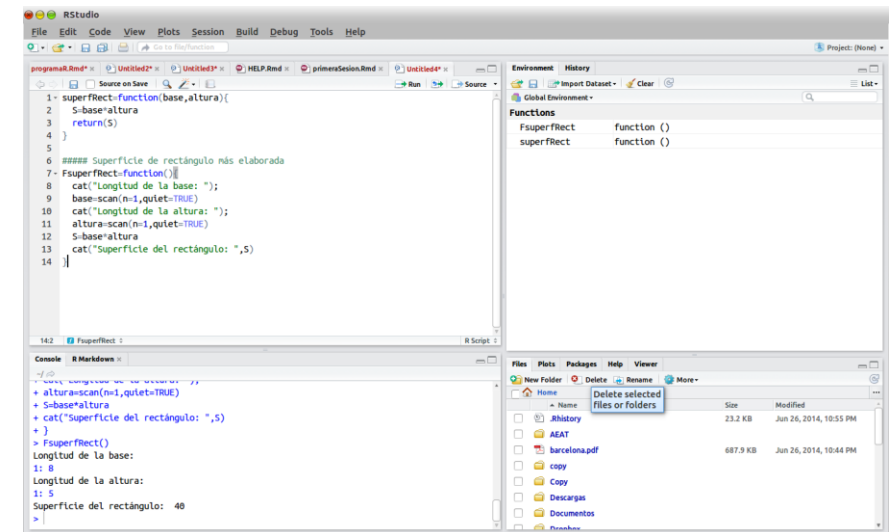 RStudio
File Edit Code View Plots Session Build Debug Tools Help
Go to file/function
Project: (None)
programaR.Rmd* Untitled2* Untitled3* HELP.Rmd primeraSesion.Rmd Untitled4*
Source on Save Run Source
1 superfRect=function(base,altura){
2 S=base*altura
3 return(S)
4 }
5
6 ##### Superficie de rectángulo más elaborada
7 FsuperfRect=function(){
8 cat("Longitud de la base: ");
9 base=scan(n=1,quiet=TRUE)
10 cat("Longitud de la altura: ");
11 altura=scan(n=1,quiet=TRUE)
12 S=base*altura
13 cat("Superficie del rectángulo: ",S)
14 }
14:2 FsuperfRect R Script
Console R Markdown
~/
+ cat("Longitud de la altura: ");
+ altura=scan(n=1,quiet=TRUE)
+ S=base*altura
+ cat("Superficie del rectángulo: ",S)
+ }
> FsuperfRect()
Longitud de la base:
1: 8
Longitud de la altura:
1: 5
Superficie del rectángulo: 40
>
Environment History
Import Dataset Clear List
Global Environment
Functions
FsuperfRect function ()
superfRect function ()
Files Plots Packages Help Viewer
New Folder Delete Rename More
Home
Delete selected
files or folders
Name Size Modified
.Rhistory 23.2 KB Jun 26, 2014, 10:55 PM
AEAT
barcelona.pdf 687.9 KB Jun 26, 2014, 10:44 PM
copy
Copy
Descargas
Documentos
Dropbox